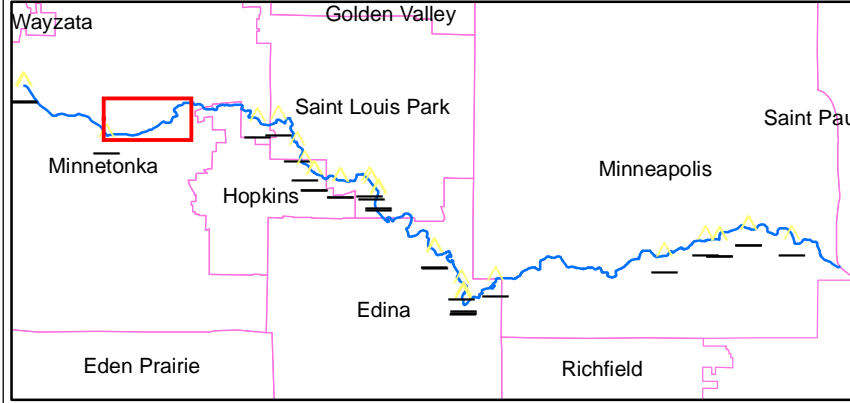 Golden Valley
Wayzata
Saint Louis Park
Saint Pau
Minnetonka
Minneapolis
Hopkins
Edina
Eden Prairie
Richfield